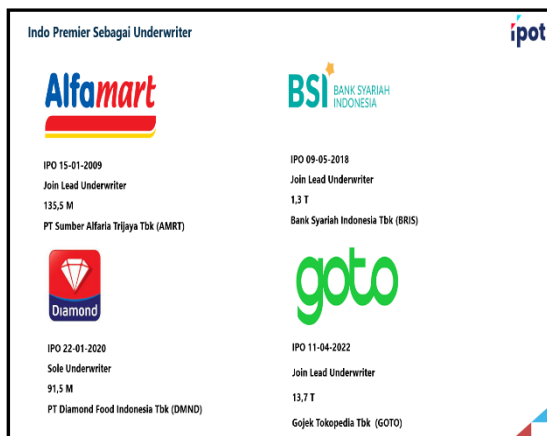 Indo Premier Sebagai Underwriter
ipot
Alfamart
IPO 15-01-2009
Join Lead Underwriter
135,5 M
PT Sumber Alfaria Trijaya Tbk (AMRT)
BSI BANK SYARIAH
INDONESIA
IPO 09-05-2018
Join Lead Underwriter
1,3 T
Bank Syariah Indonesia Tbk (BRIS)
Diamond
IPO 22-01-2020
Sole Underwriter
91,5 M
PT Diamond Food Indonesia Tbk (DMND)
goto
IPO 11-04-2022
Join Lead Underwriter
13,7 T
Gojek Tokopedia Tbk (GOTO)